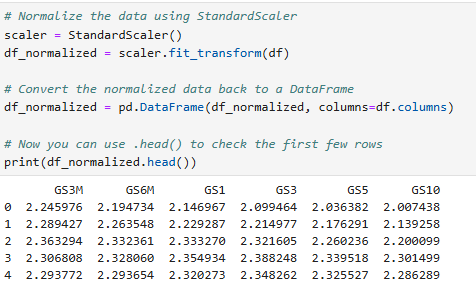 # Normalize the data using StandardScaler
scaler = StandardScaler()
df_normalized = scaler.fit_transform(df)

# Convert the normalized data back to a DataFrame
df_normalized = pd.DataFrame(df_normalized, columns=df.columns)

# Now you can use .head() to check the first few rows
print(df_normalized.head())
GS3M GS6M GS1 GS3 GS5 GS10
0 2.245976 2.194734 2.146967 2.099464 2.036382 2.007438
1 2.289427 2.263548 2.229287 2.214977 2.176291 2.139258
2 2.363294 2.332361 2.333270 2.321605 2.260236 2.200099
3 2.306808 2.328060 2.354934 2.388248 2.339518 2.301499
4 2.293772 2.293654 2.320273 2.348262 2.325527 2.286289